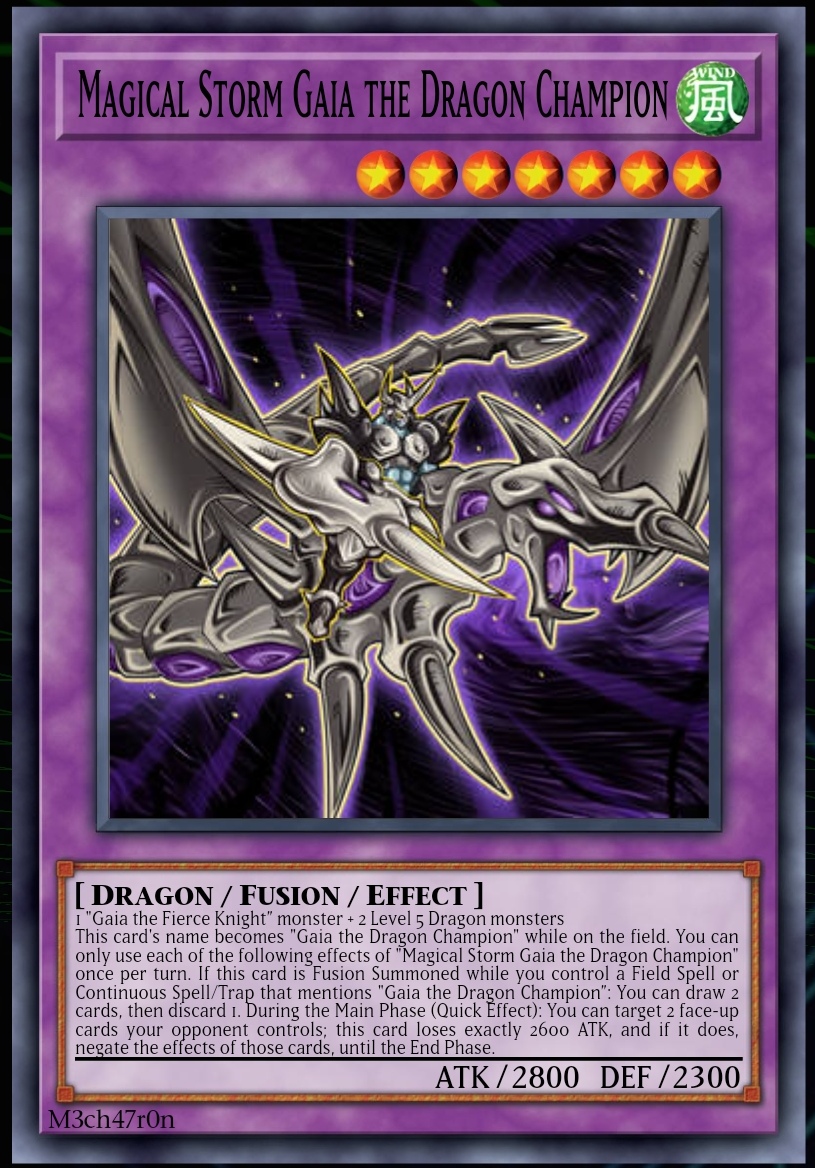 Magical Storm Gaia the Dragon Champion
WIND
風
[ Dragon / Fusion / Effect ]
1 "Gaia the Fierce Knight" monster + 2 Level 5 Dragon monsters
This card's name becomes "Gaia the Dragon Champion" while on the field. You can
only use each of the following effects of "Magical Storm Gaia the Dragon Champion"
once per turn. If this card is Fusion Summoned while you control a Field Spell or
Continuous Spell/Trap that mentions "Gaia the Dragon Champion": You can draw 2
cards, then discard 1. During the Main Phase (Quick Effect): You can target 2 face-up
cards your opponent controls; this card loses exactly 2600 ATK, and if it does,
negate the effects of those cards, until the End Phase.
ATK/2800 DEF/2300
M3ch47r0n